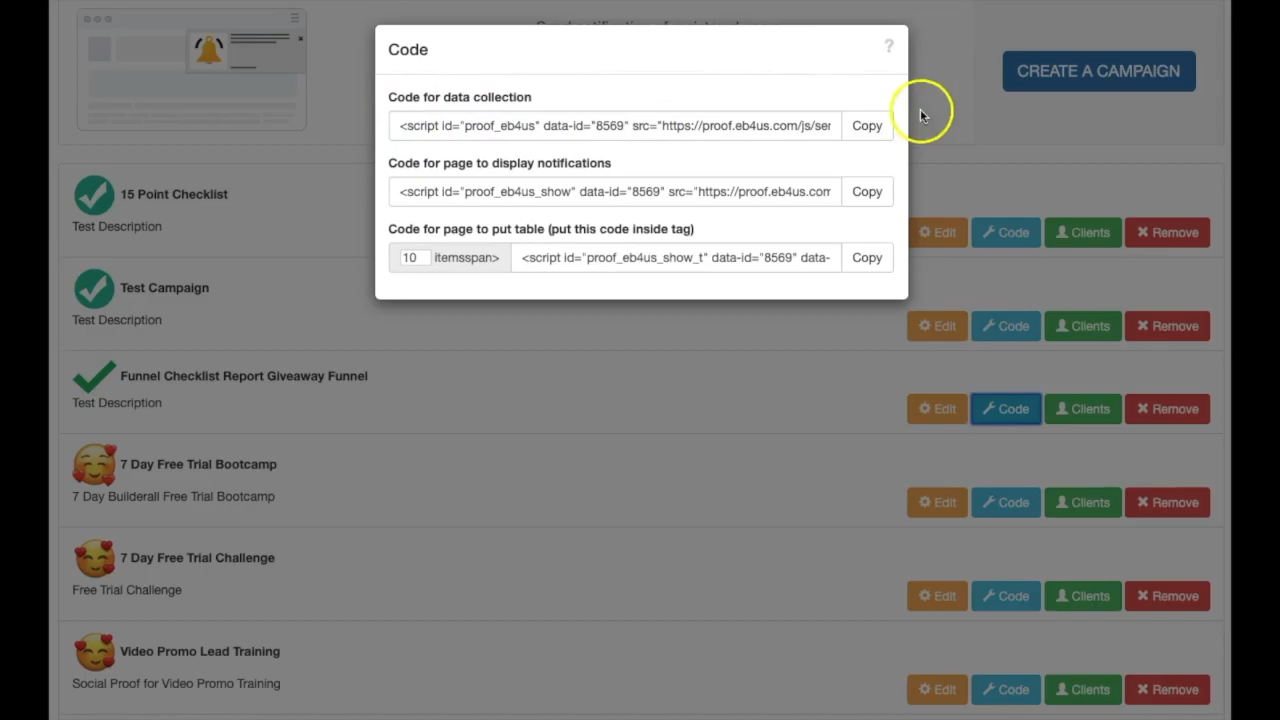 Code
?
CREATE A CAMPAIGN
Code for data collection
<script id="proof_eb4us" data-id="8569" src="https://proof.eb4us.com/js/ser
Copy
Code for page to display notifications
<script id="proof_eb4us_show" data-id="8569" src="https://proof.eb4us.com
Copy
Code for page to put table (put this code inside tag)
10 itemsspan>
<script id="proof_eb4us_show_t" data-id="8569" data-
Copy
15 Point Checklist
Test Description
Edit Code Clients Remove
Test Campaign
Test Description
Edit Code Clients Remove
Funnel Checklist Report Giveaway Funnel
Test Description
Edit Code Clients Remove
7 Day Free Trial Bootcamp
7 Day Builderall Free Trial Bootcamp
Edit Code Clients Remove
7 Day Free Trial Challenge
Free Trial Challenge
Edit Code Clients Remove
Video Promo Lead Training
Social Proof for Video Promo Training
Edit Code Clients Remove